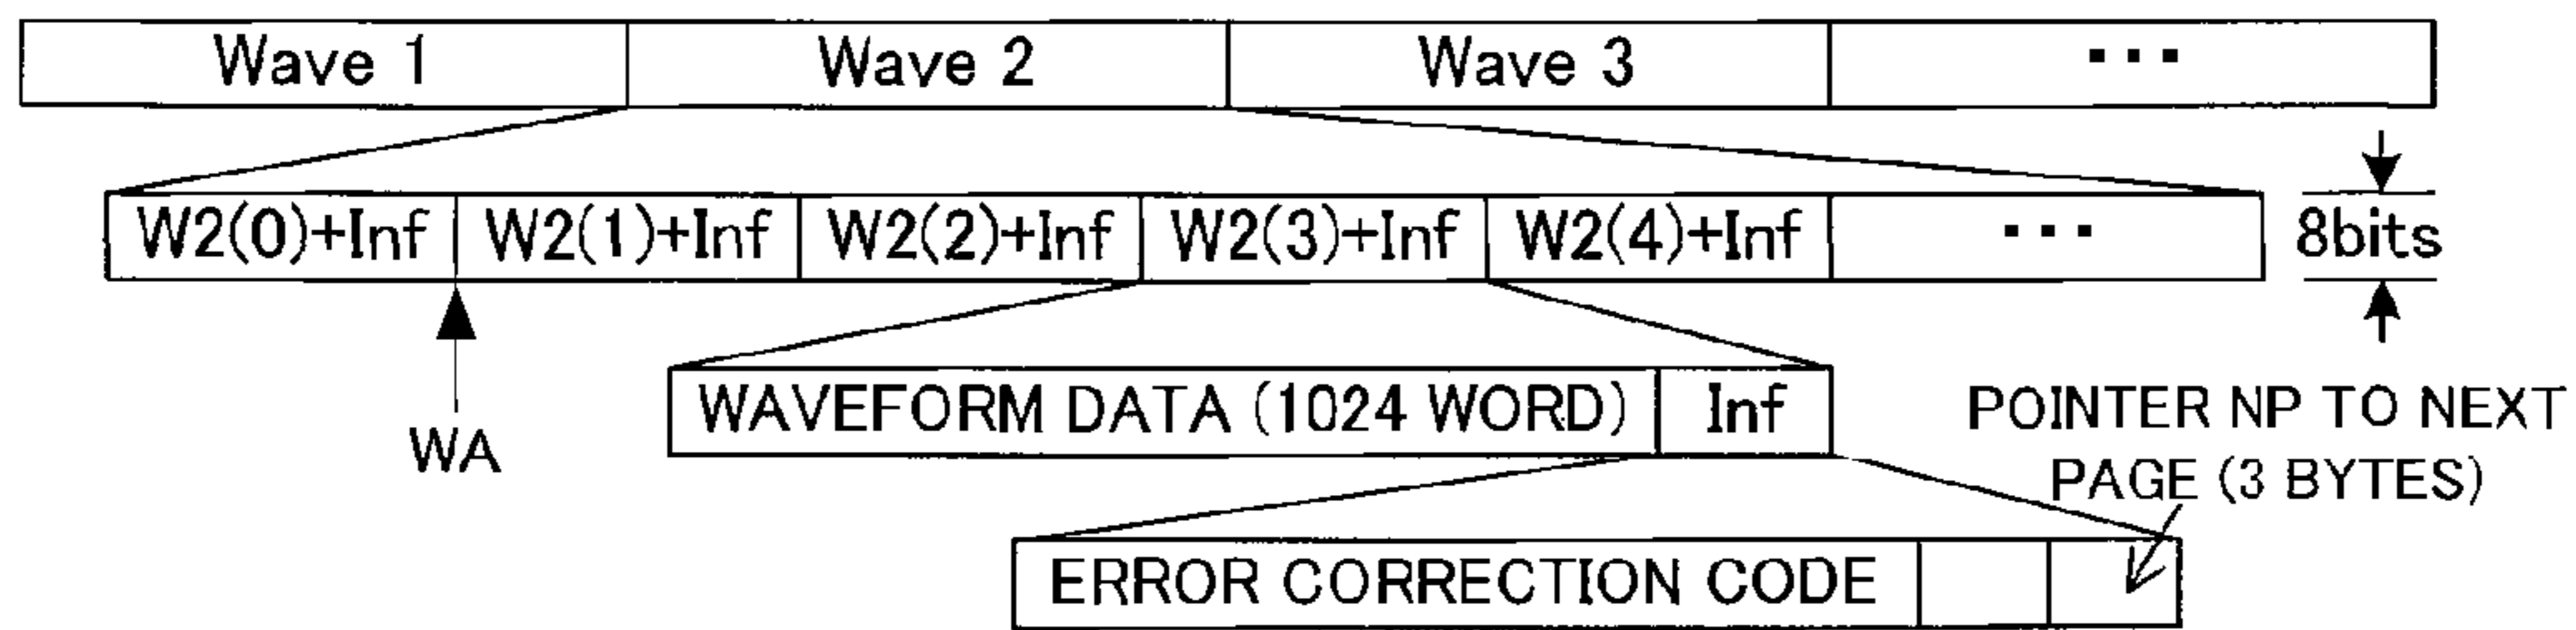 Wave 1 Wave 2 Wave 3 ...
W2(0)+Inf W2(1)+Inf W2(2)+Inf W2(3)+Inf W2(4)+Inf ... 8bits
WAVEFORM DATA (1024 WORD) Inf
WA
POINTER NP TO NEXT
PAGE (3 BYTES)
ERROR CORRECTION CODE